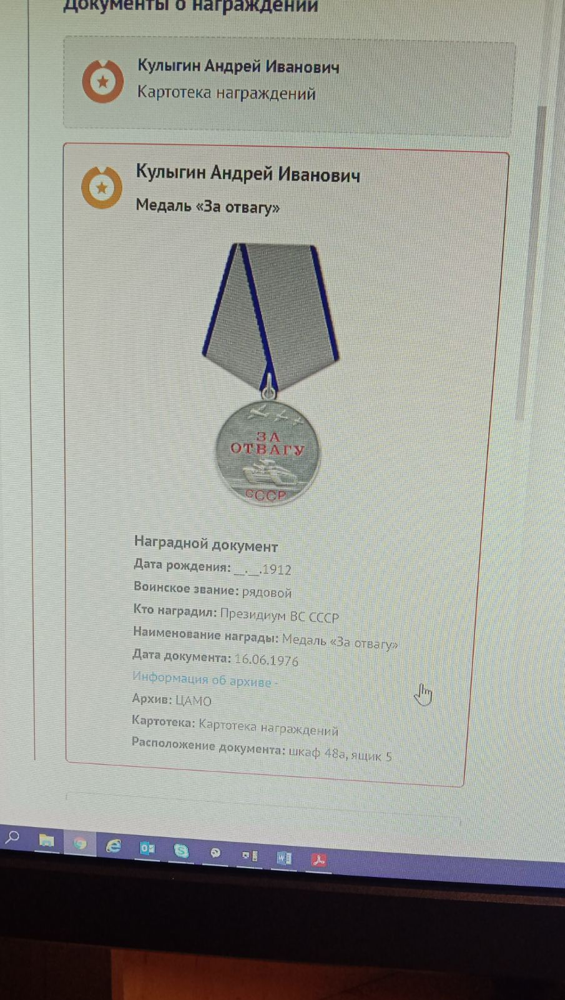 Документы о награждении
Кулыгин Андрей Иванович
Картотека награждений
Кулыгин Андрей Иванович
Медаль «За отвагу»
ЗА
ОТВАГУ
СССР
Наградной документ
Дата рождения: __.__.1912
Воинское звание: рядовой
Кто наградил: Президиум ВС СССР
Наименование награды: Медаль «За отвагу»
Дата документа: 16.06.1976
Информация об архиве -
Архив: ЦАМО
Картотека: Картотека награждений
Расположение документа: шкаф 48а, ящик 5